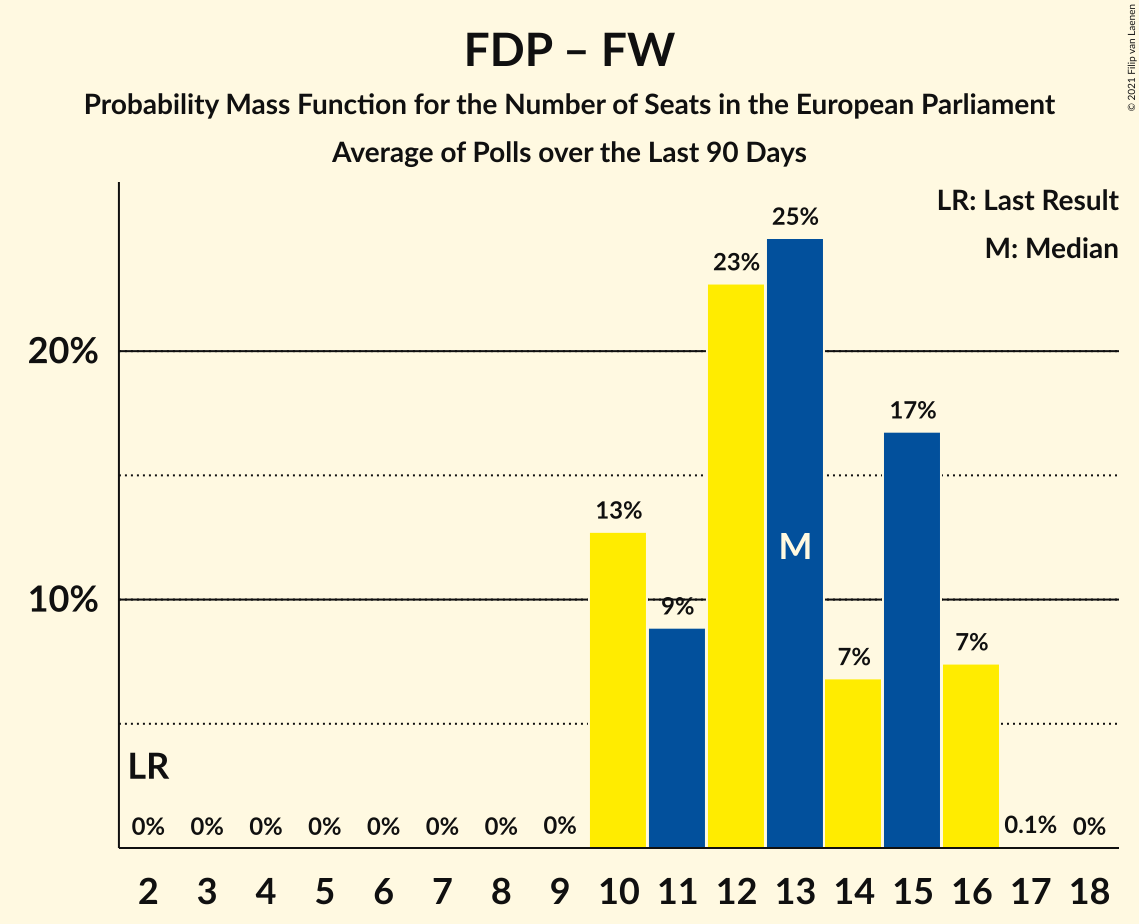 FDP – FW
Probability Mass Function for the Number of Seats in the European Parliament
Average of Polls over the Last 90 Days
© 2021 Filip van Laenen
LR: Last Result
M: Median
25%
23%
20%
17%
13%
M
10%
9%
7%
7%
LR
0% 0% 0% 0% 0% 0% 0% 0% 0.1% 0%
2 3 4 5 6 7 8 9 10 11 12 13 14 15 16 17 18